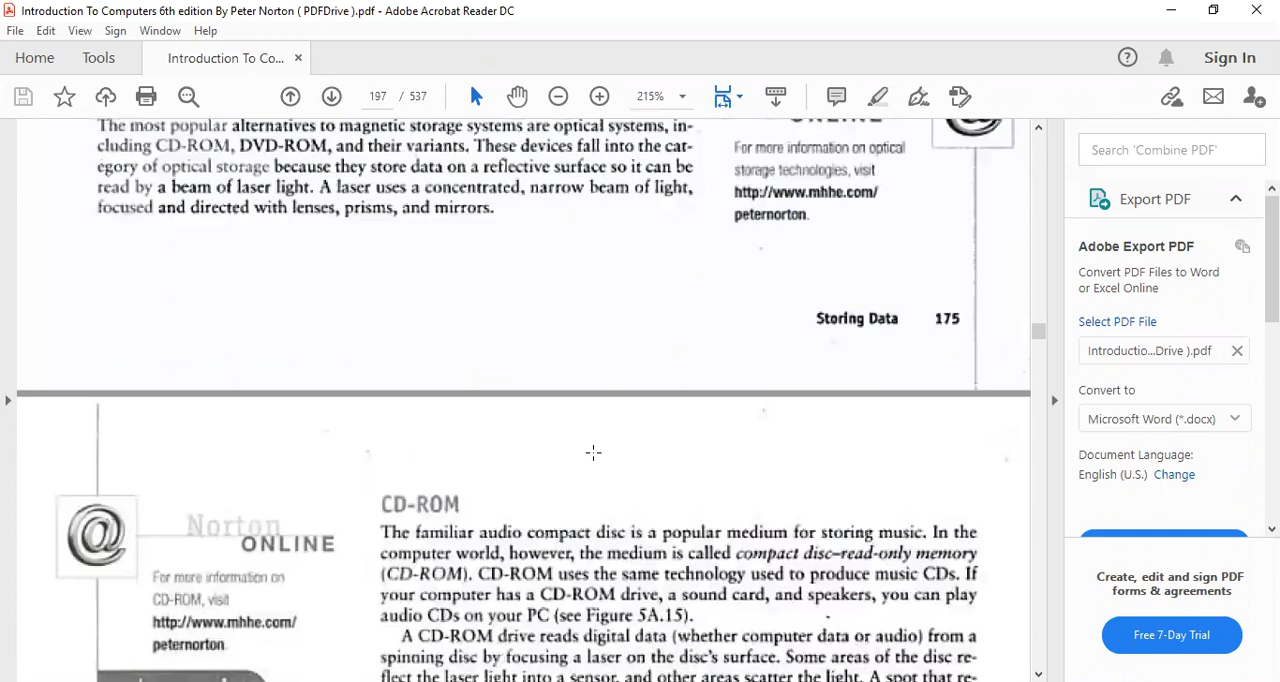 Introduction To Computers 6th edition By Peter Norton ( PDFDrive ).pdf - Adobe Acrobat Reader DC
File Edit View Sign Window Help
Home Tools Introduction To Co... × Sign In
197 / 537 215%
The most popular alternatives to magnetic storage systems are optical systems, in-
cluding CD-ROM, DVD-ROM, and their variants. These devices fall into the cat-
egory of optical storage because they store data on a reflective surface so it can be
read by a beam of laser light. A laser uses a concentrated, narrow beam of light,
focused and directed with lenses, prisms, and mirrors.
ONLINE
For more information on optical
storage technologies, visit
http://www.mhhe.com/
peternorton.
Storing Data 175
@
Norton
ONLINE
For more information on
CD-ROM, visit
http://www.mhhe.com/
peternorton.
CD-ROM
The familiar audio compact disc is a popular medium for storing music. In the
computer world, however, the medium is called compact disc–read-only memory
(CD-ROM). CD-ROM uses the same technology used to produce music CDs. If
your computer has a CD-ROM drive, a sound card, and speakers, you can play
audio CDs on your PC (see Figure 5A.15).
A CD-ROM drive reads digital data (whether computer data or audio) from a
spinning disc by focusing a laser on the disc's surface. Some areas of the disc re-
flect the laser light into a sensor, and other areas scatter the light. A spot that re-
Search 'Combine PDF'
Export PDF
Adobe Export PDF
Convert PDF Files to Word
or Excel Online
Select PDF File
Introductio...Drive ).pdf
Convert to
Microsoft Word (*.docx)
Document Language:
English (U.S.) Change
Create, edit and sign PDF
forms & agreements
Free 7-Day Trial